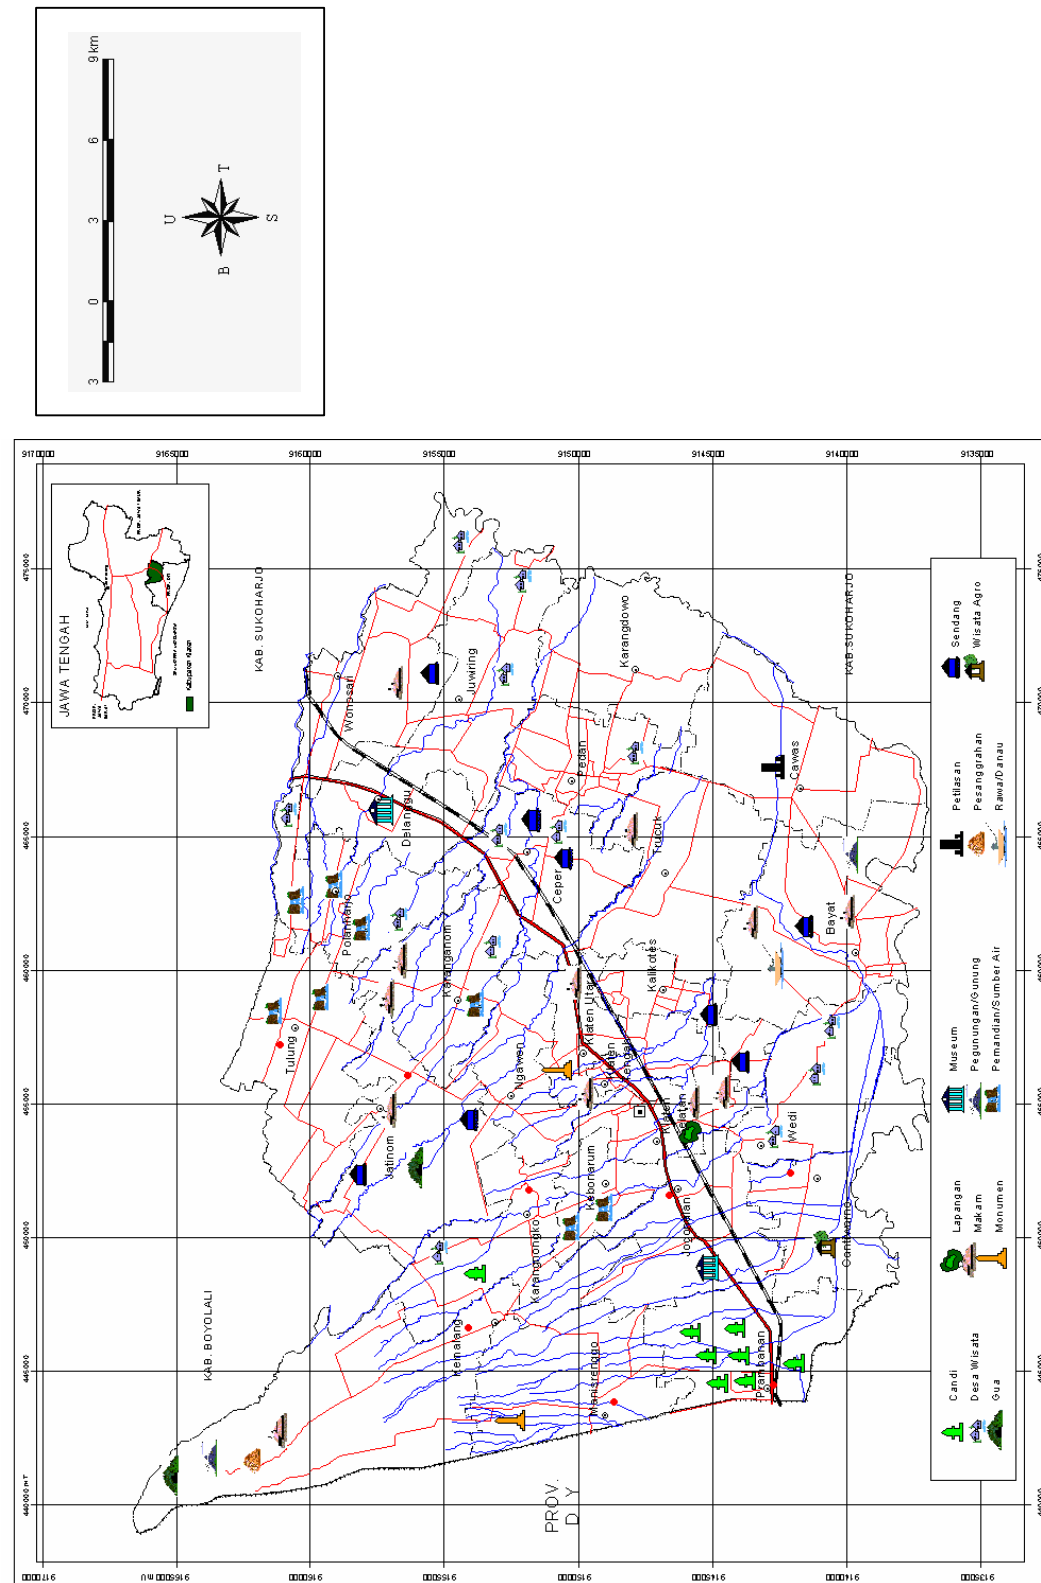 3
0
3
6
9 km
U
T
S
B
JAWA TENGAH
Kabupaten Klaten
9170000
9165000
9160000
9155000
9150000
9145000
9140000
9135000
475000
470000
465000
460000
455000
450000
445000
440000
KAB. SUKOHARJO
KAB. SUKOHARJO
KAB. BOYOLALI
PROV.
D Y
Wonosari
Juwiring
Karangdowo
Delanggu
Pedan
Cawas
Polanharjo
Ceper
Trucuk
Karanganom
Bayat
Tulung
Klaten Utara
Kalikotes
Ngawen
Klaten
Tengah
Jatinom
Klaten
Selatan
Wedi
Kebonarum
Karangnongko
Jogonalan
Gantiwarno
Kemalang
Manisrenggo
Prambanan
Candi
Desa Wisata
Gua
Lapangan
Makam
Monumen
Museum
Pegunungan/Gunung
Pemandian/Sumber Air
Petilasan
Pesanggrahan
Rawa/Danau
Sendang
Wisata Agro